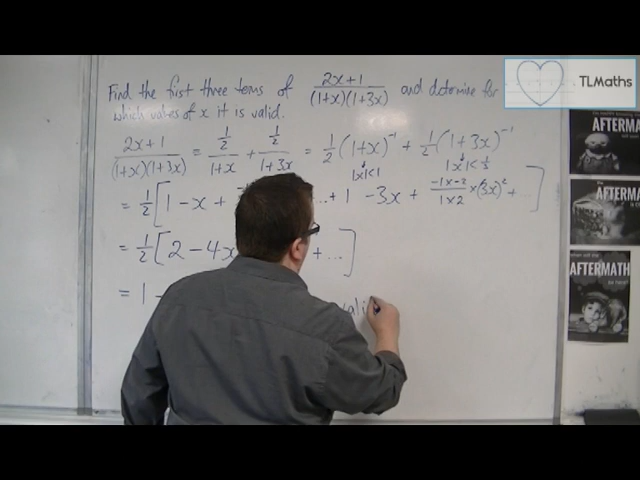 TLMaths
Find the first three terms of (2x+1)/((1+x)(1+3x)) and determine for
which values of x it is valid.
(2x+1)/((1+x)(1+3x)) = (1/2)/(1+x) + (1/2)/(1+3x) = 1/2(1+x)^-1 + 1/2(1+3x)^-1
|x|<1 |x|<1/3
= 1/2[1 - x + ...+ 1 - 3x + (-1x-2)/(1x2) x(3x)^2 + ...]
= 1/2[2 - 4x + ...]
= 1 -
AFTERMATH
AFTERMATH
AFTERMATH